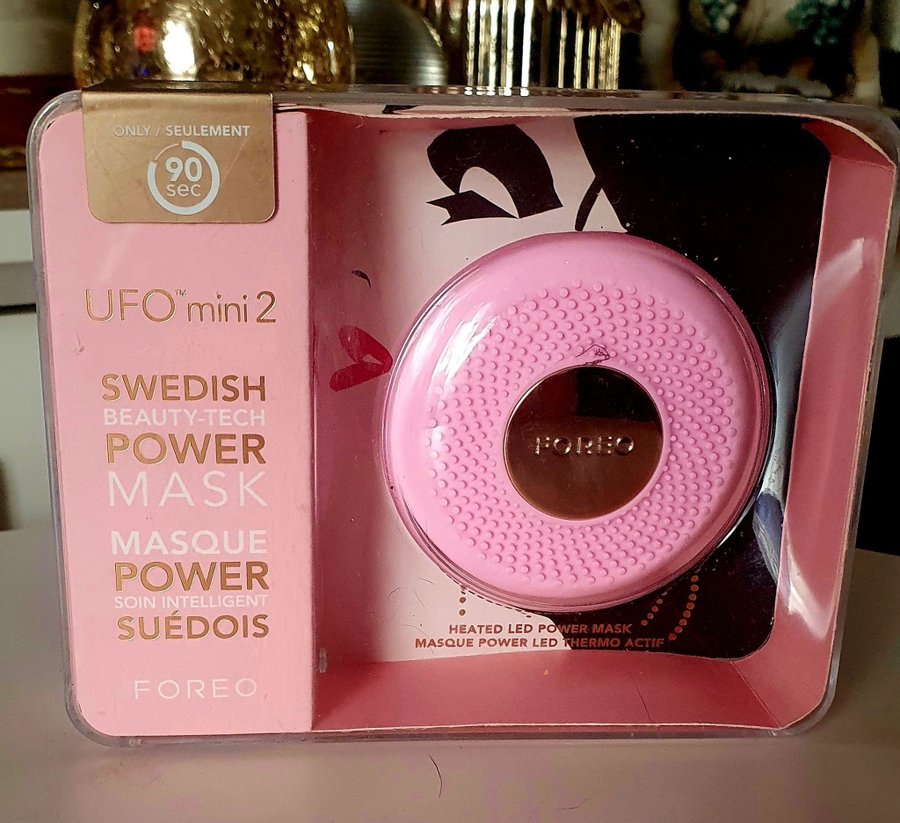 ONLY / SEULEMENT
90
sec
UFO™ mini 2
SWEDISH
BEAUTY-TECH
POWER
MASK
MASQUE
POWER
SOIN INTELLIGENT
SUÉDOIS
FOREO
FOREO
HEATED LED POWER MASK
MASQUE POWER LED THERMO ACTIF